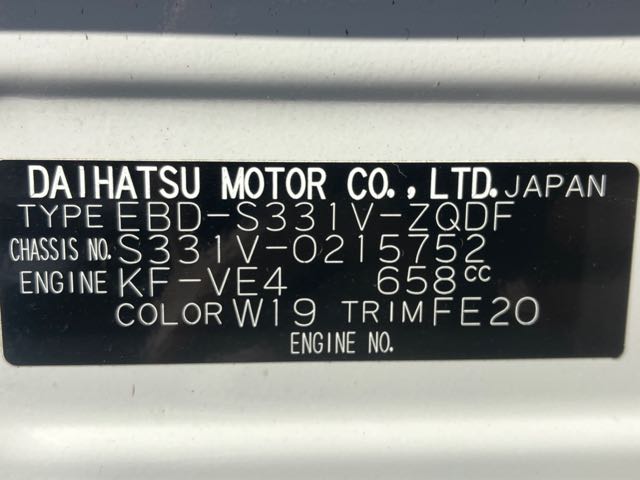 DAIHATSU MOTOR CO.,LTD. JAPAN
TYPE EBD-S331V-ZQDF
CHASSIS NO. S331V-0215752
ENGINE KF-VE4 658CC
COLOR W19 TRIM FE20
ENGINE NO.